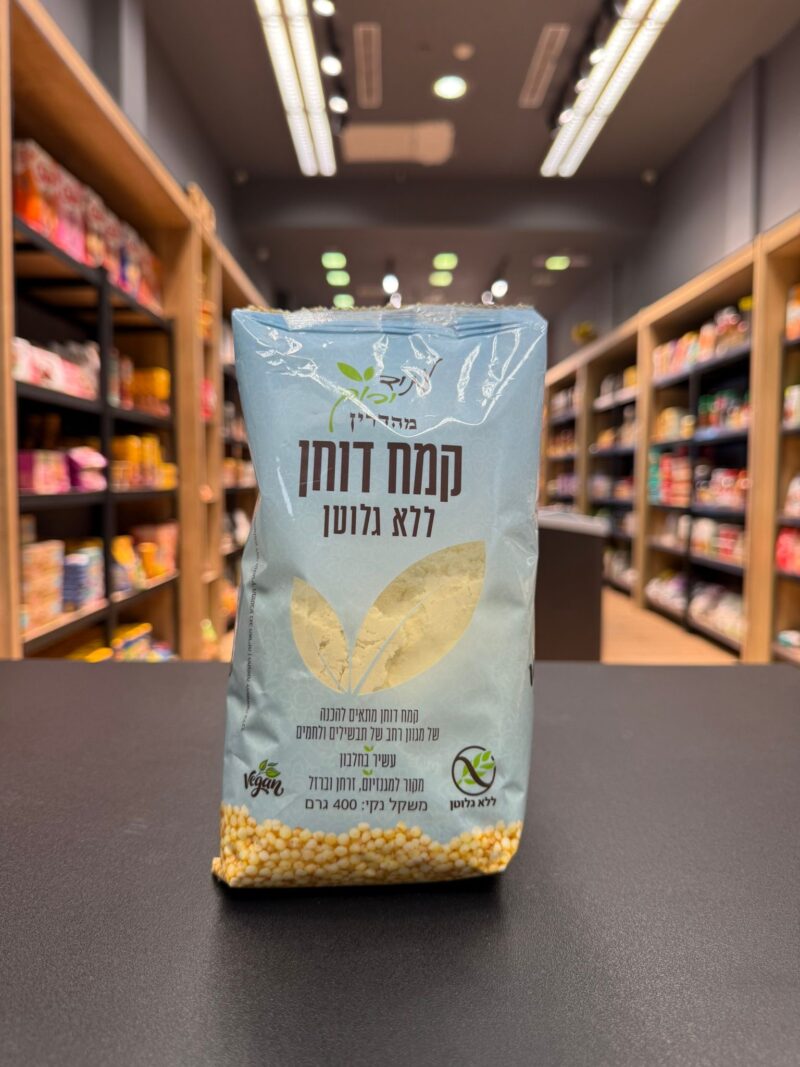 מהדרין
קמח דוחן
ללא גלוטן
קמח דוחן מתאים להכנה
של מגוון רחב של תבשילים ולחמים
עשיר בחלבון
מקור למגנזיום, זרחן וברזל
משקל נקי: 400 גרם
Vegan
ללא גלוטן